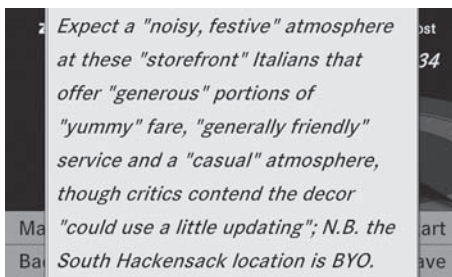 Expect a "noisy, festive" atmosphere
at these "storefront" Italians that
offer "generous" portions of
"yummy" fare, "generally friendly"
service and a "casual" atmosphere,
though critics contend the decor
"could use a little updating"; N.B. the
South Hackensack location is BYO.
34